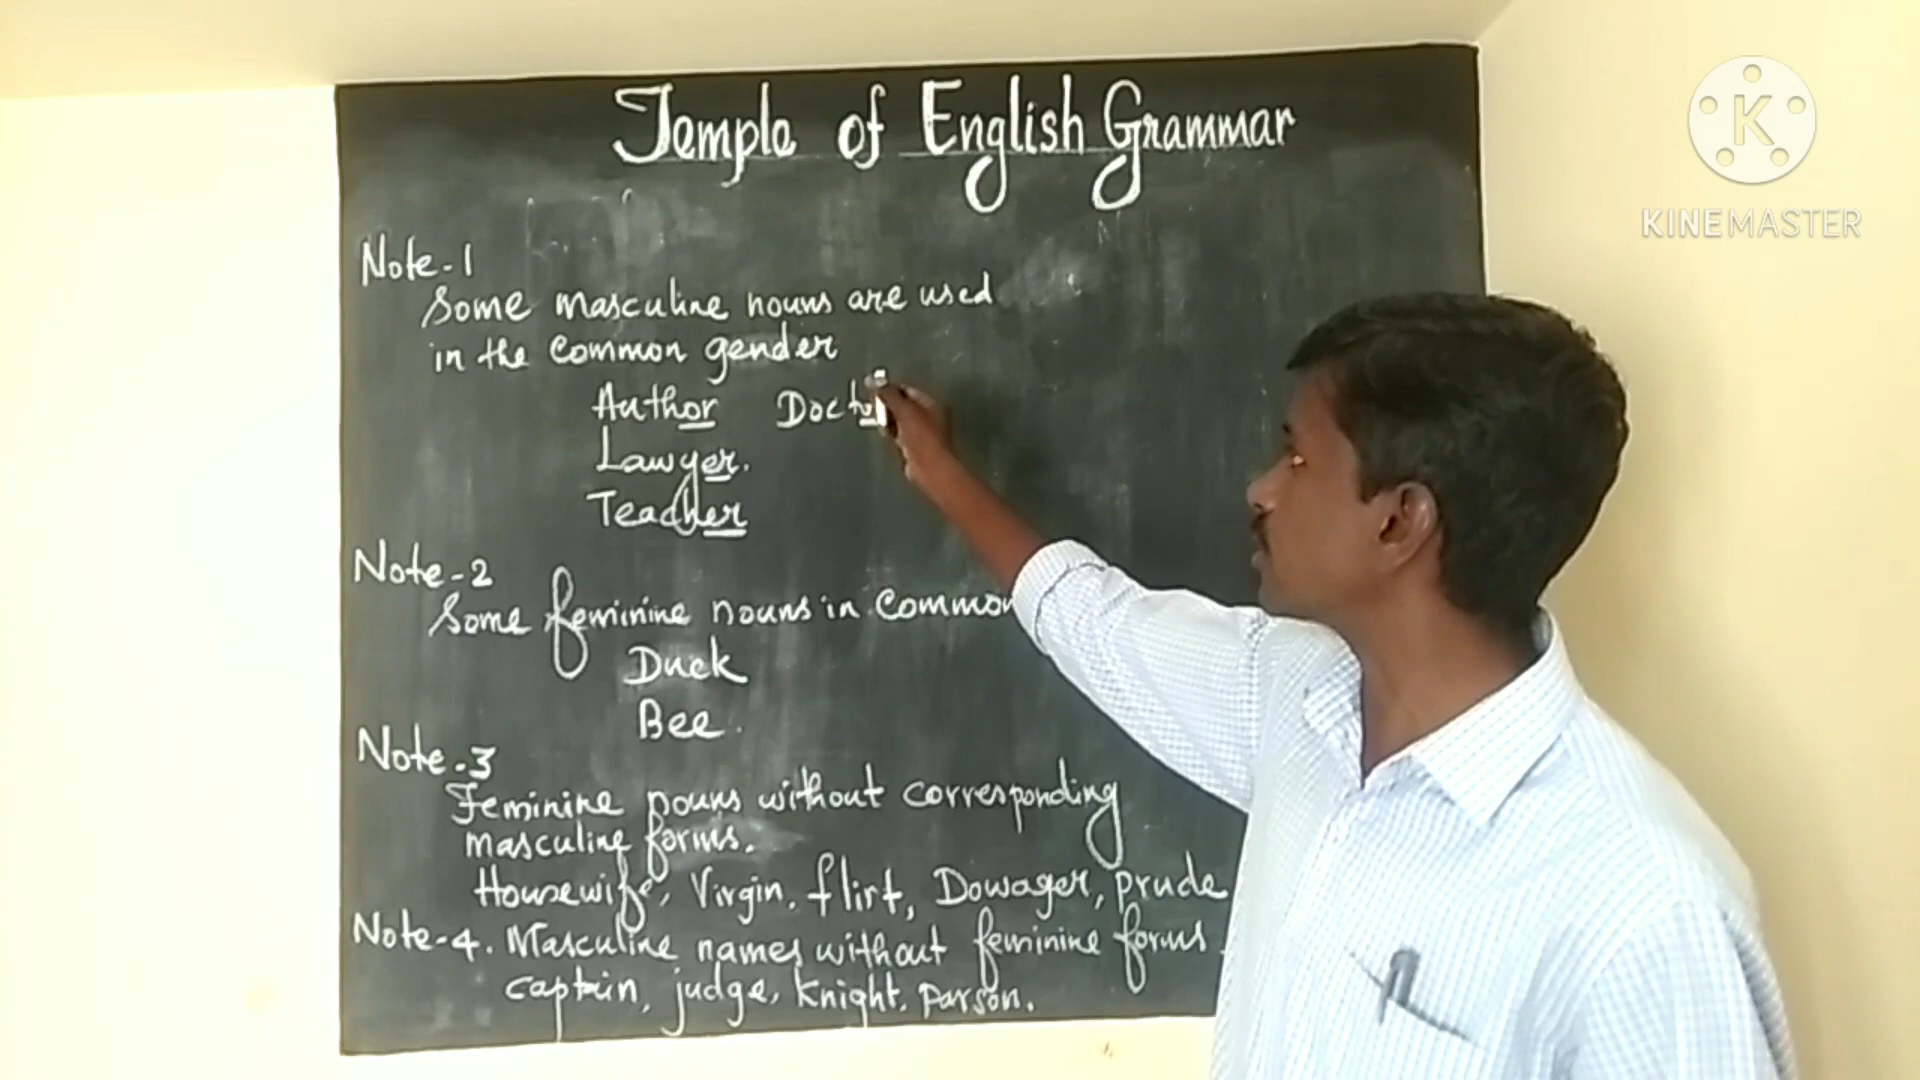 Temple of English Grammar
K
KINEMASTER
Note-1
Some masculine nouns are used
in the common gender
Author Docto
Lawyer.
Teacher
Note-2
Some feminine nouns in common
Duck
Bee.
Note-3
Feminine nouns without corresponding
masculine forms.
Housewife, Virgin, flirt, Dowager, prude
Note-4. Masculine names without feminine forms.
captain, judge, knight, parson.